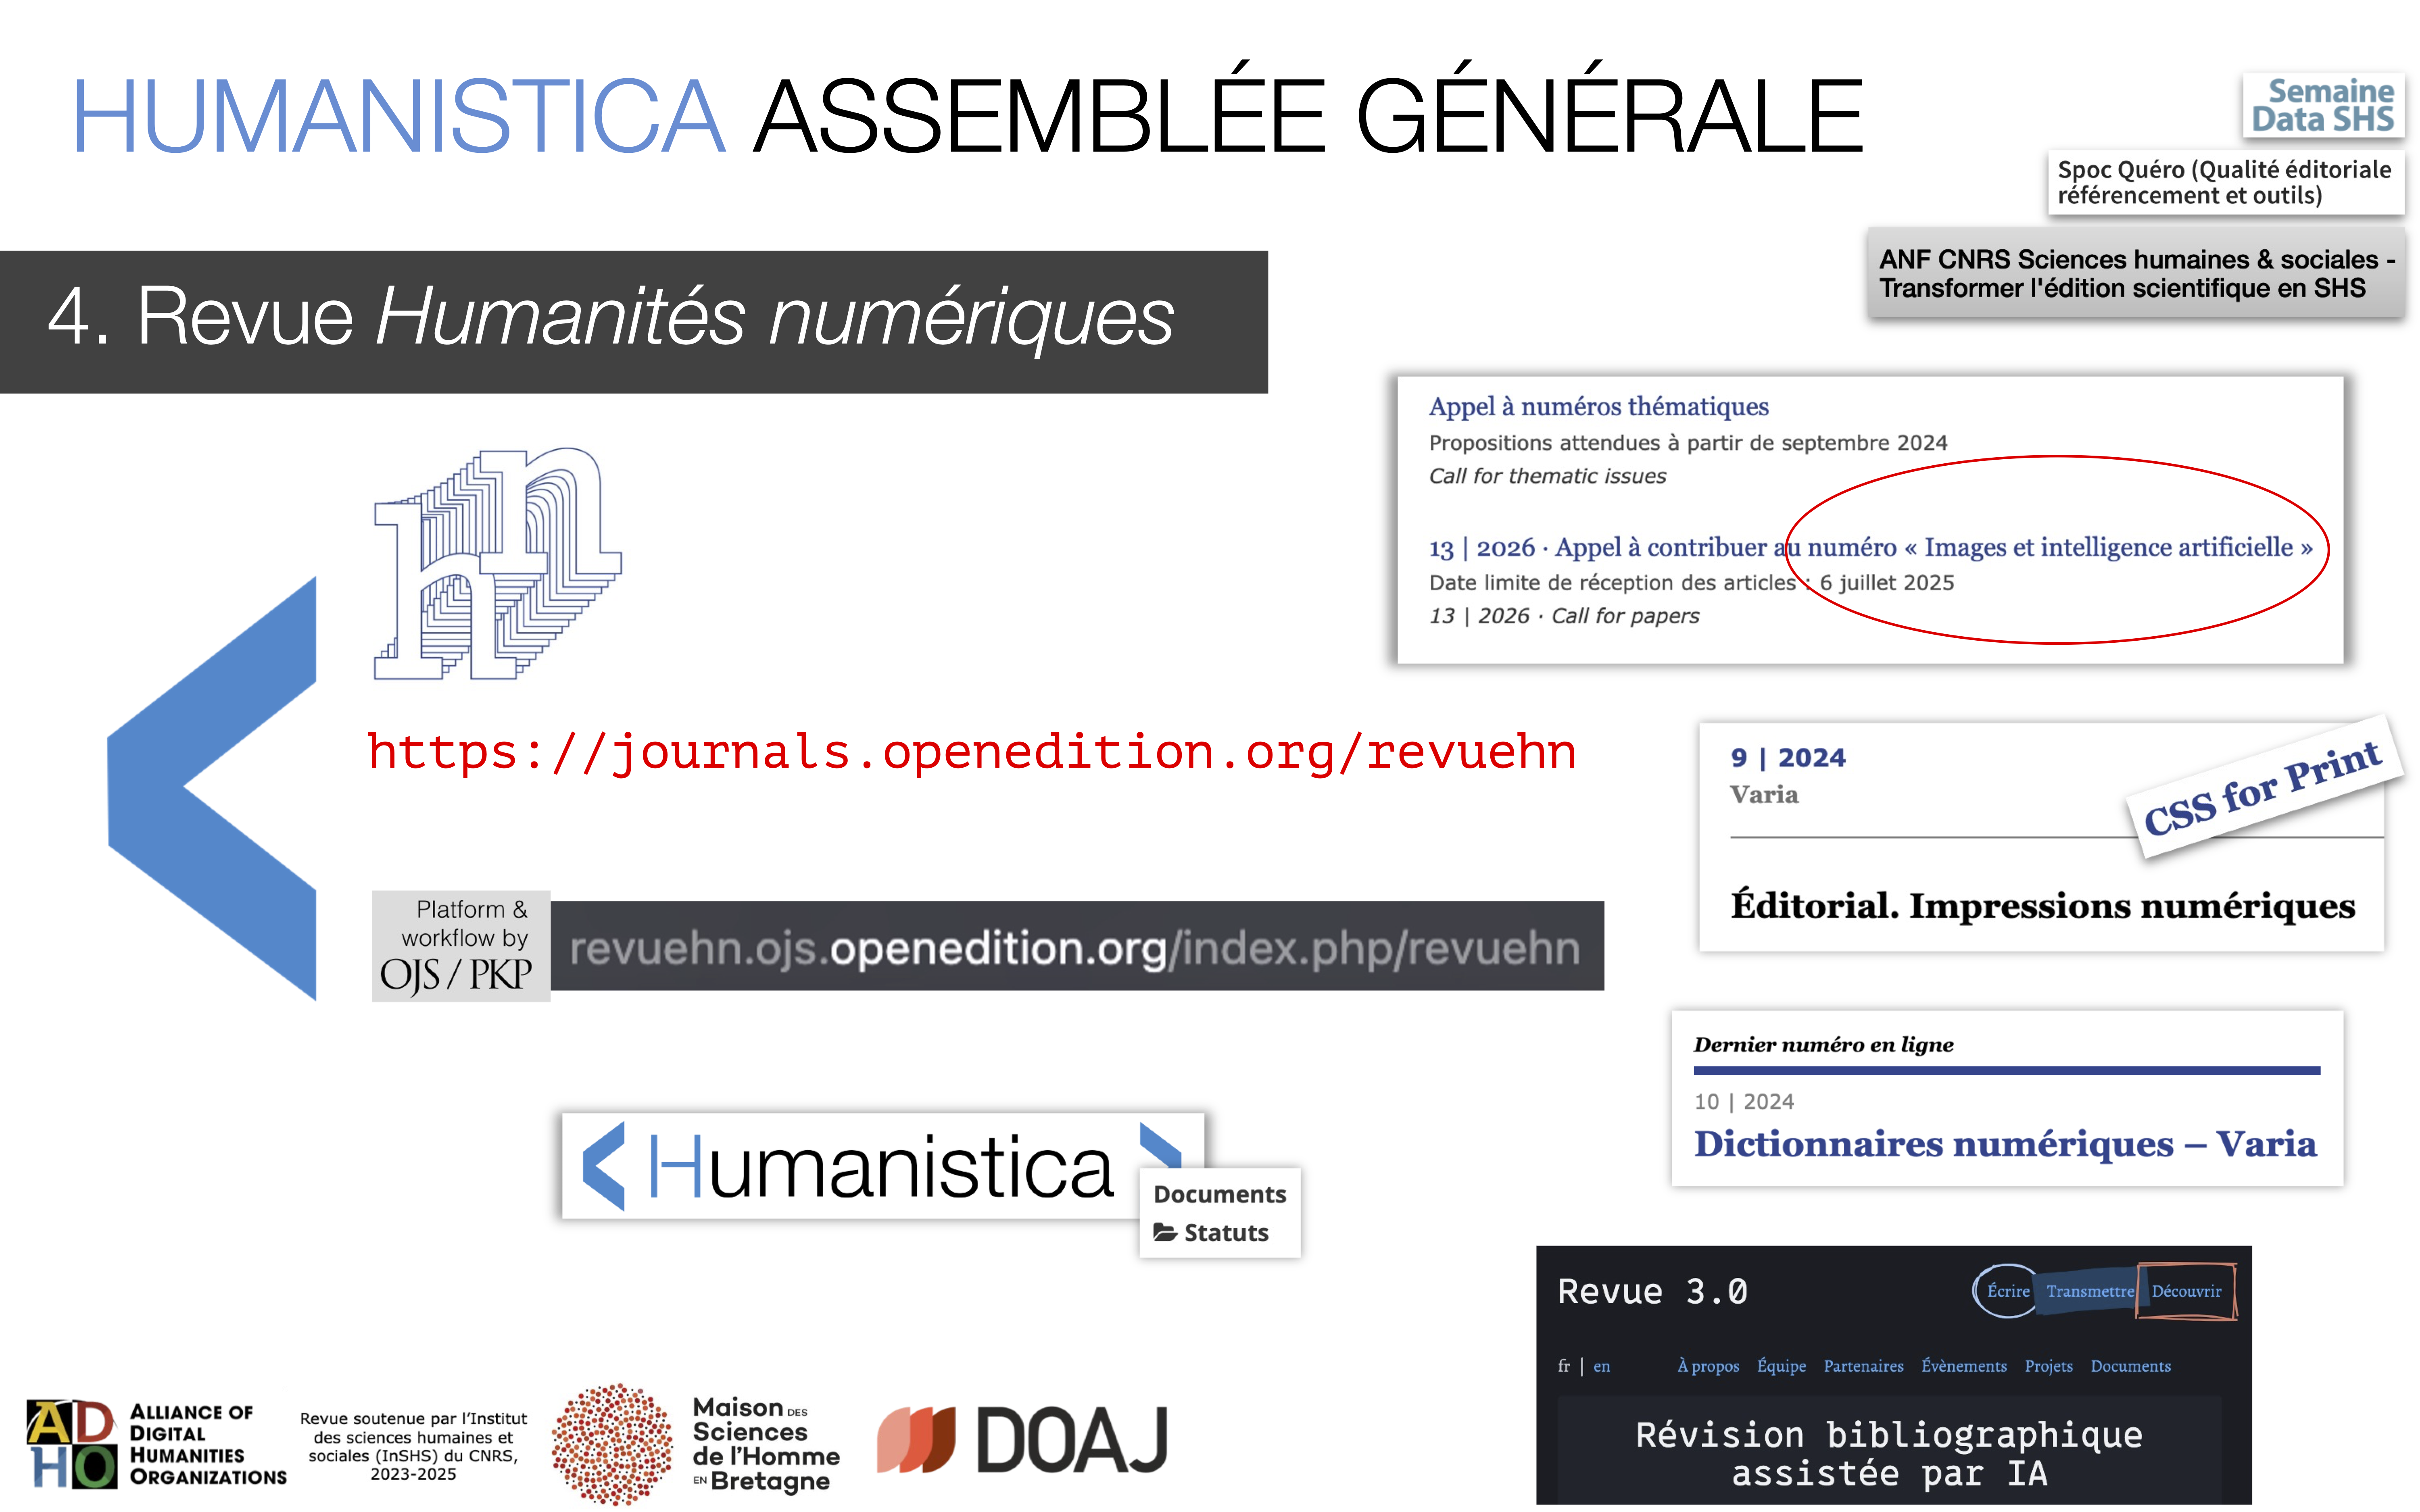 HUMANISTICA ASSEMBLÉE GÉNÉRALE
Semaine
Data SHS
Spoc Quéro (Qualité éditoriale
référencement et outils)
ANF CNRS Sciences humaines & sociales -
Transformer l'édition scientifique en SHS
4. Revue Humanités numériques
Appel à numéros thématiques
Propositions attendues à partir de septembre 2024
Call for thematic issues
13 | 2026 · Appel à contribuer au numéro « Images et intelligence artificielle »
Date limite de réception des articles : 6 juillet 2025
13 | 2026 · Call for papers
hn
https://journals.openedition.org/revuehn
9 | 2024
Varia
CSS for Print
Éditorial. Impressions numériques
Platform &
workflow by
OJS / PKP
revuehn.ojs.openedition.org/index.php/revuehn
Dernier numéro en ligne
10 | 2024
Dictionnaires numériques – Varia
Humanistica
Documents
Statuts
Revue 3.0
Écrire Transmettre Découvrir
fr | en À propos Équipe Partenaires Évènements Projets Documents
Révision bibliographique
assistée par IA
ADHO
ALLIANCE OF
DIGITAL
HUMANITIES
ORGANIZATIONS
Revue soutenue par l'Institut
des sciences humaines et
sociales (InSHS) du CNRS,
2023-2025
Maison DES
Sciences
de l'Homme
EN Bretagne
DOAJ